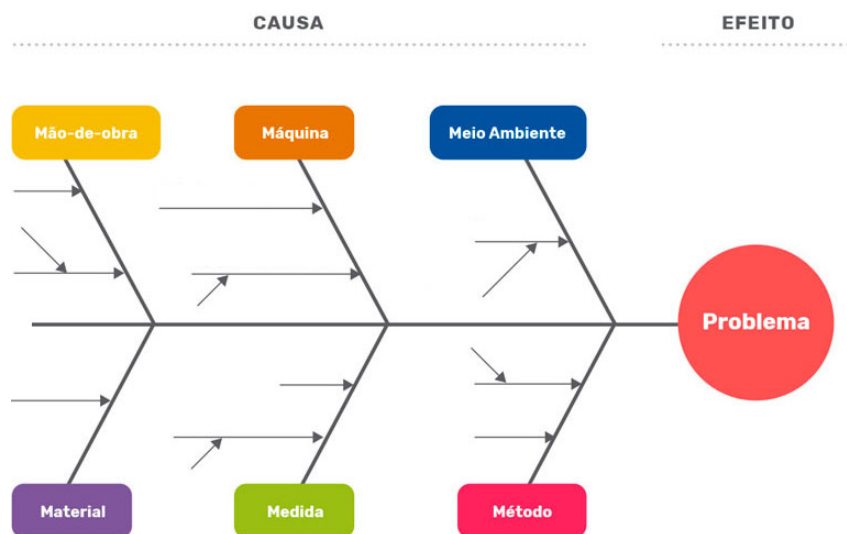 CAUSA
EFEITO
Mão-de-obra
Máquina
Meio Ambiente
Problema
Material
Medida
Método